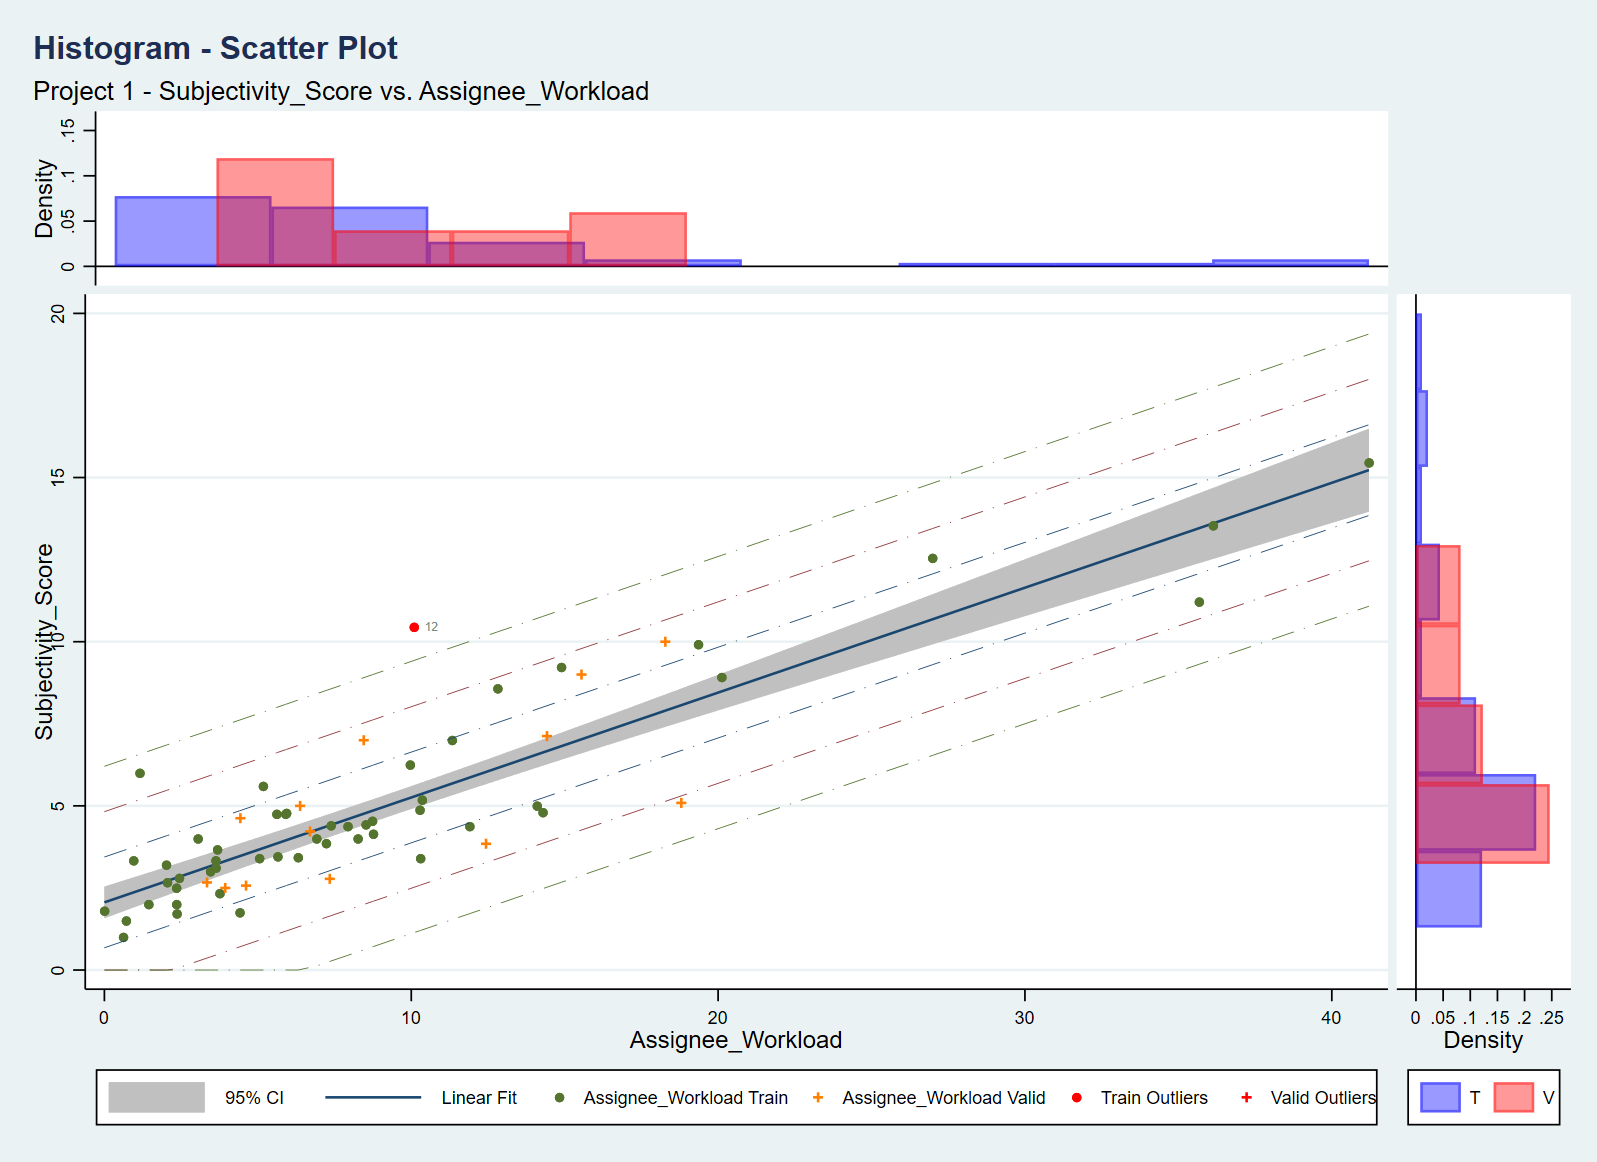 Histogram - Scatter Plot
Project 1 - Subjectivity_Score vs. Assignee_Workload
Density
.15
.1
.05
0
Subjectivity_Score
20
15
10
5
0
12
0 10 20 30 40
Assignee_Workload
0 .05 .1 .15 .2 .25
Density
95% CI Linear Fit Assignee_Workload Train Assignee_Workload Valid Train Outliers Valid Outliers
T V